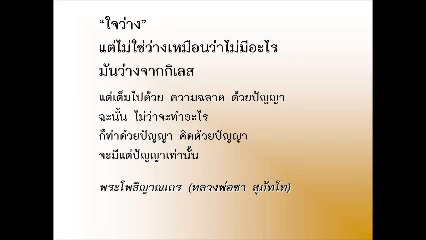 “ใจว่าง”
แต่ไม่ใช่ว่างเหมือนว่าไม่มีอะไร
มันว่างจากกิเลส
แต่เต็มไปด้วย ความฉลาด ด้วยปัญญา
ฉะนั้น ไม่ว่าจะทำอะไร
ก็ทำด้วยปัญญา คิดด้วยปัญญา
จะมีแต่ปัญญาเท่านั้น
พระโพธิญาณเถร (หลวงพ่อชา สุภัทโท)